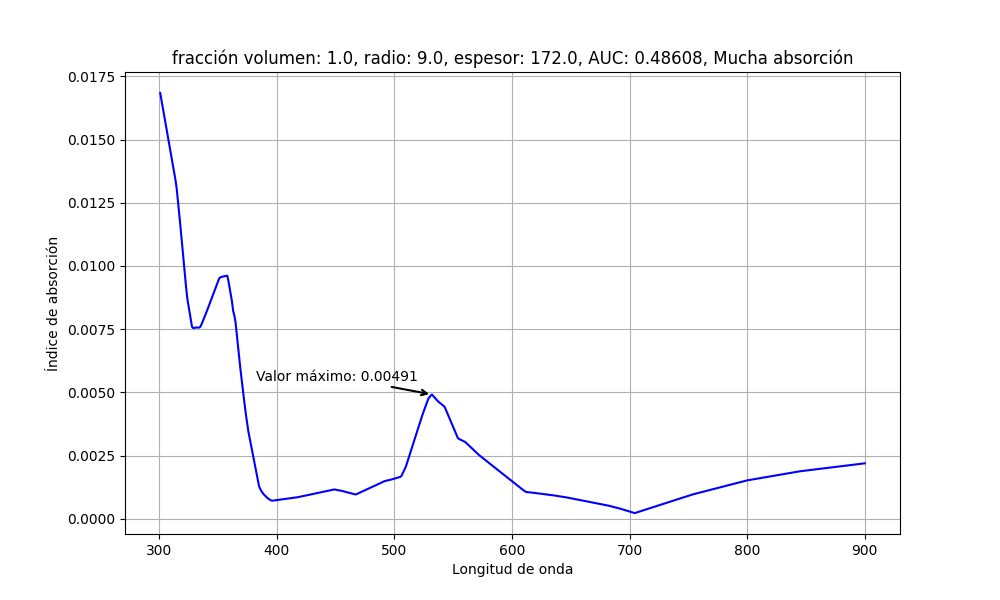 fracción volumen: 1.0, radio: 9.0, espesor: 172.0, AUC: 0.48608, Mucha absorción
0.0175
0.0150
0.0125
0.0100
0.0075
0.0050
0.0025
0.0000
Índice de absorción
Valor máximo: 0.00491
300 400 500 600 700 800 900
Longitud de onda